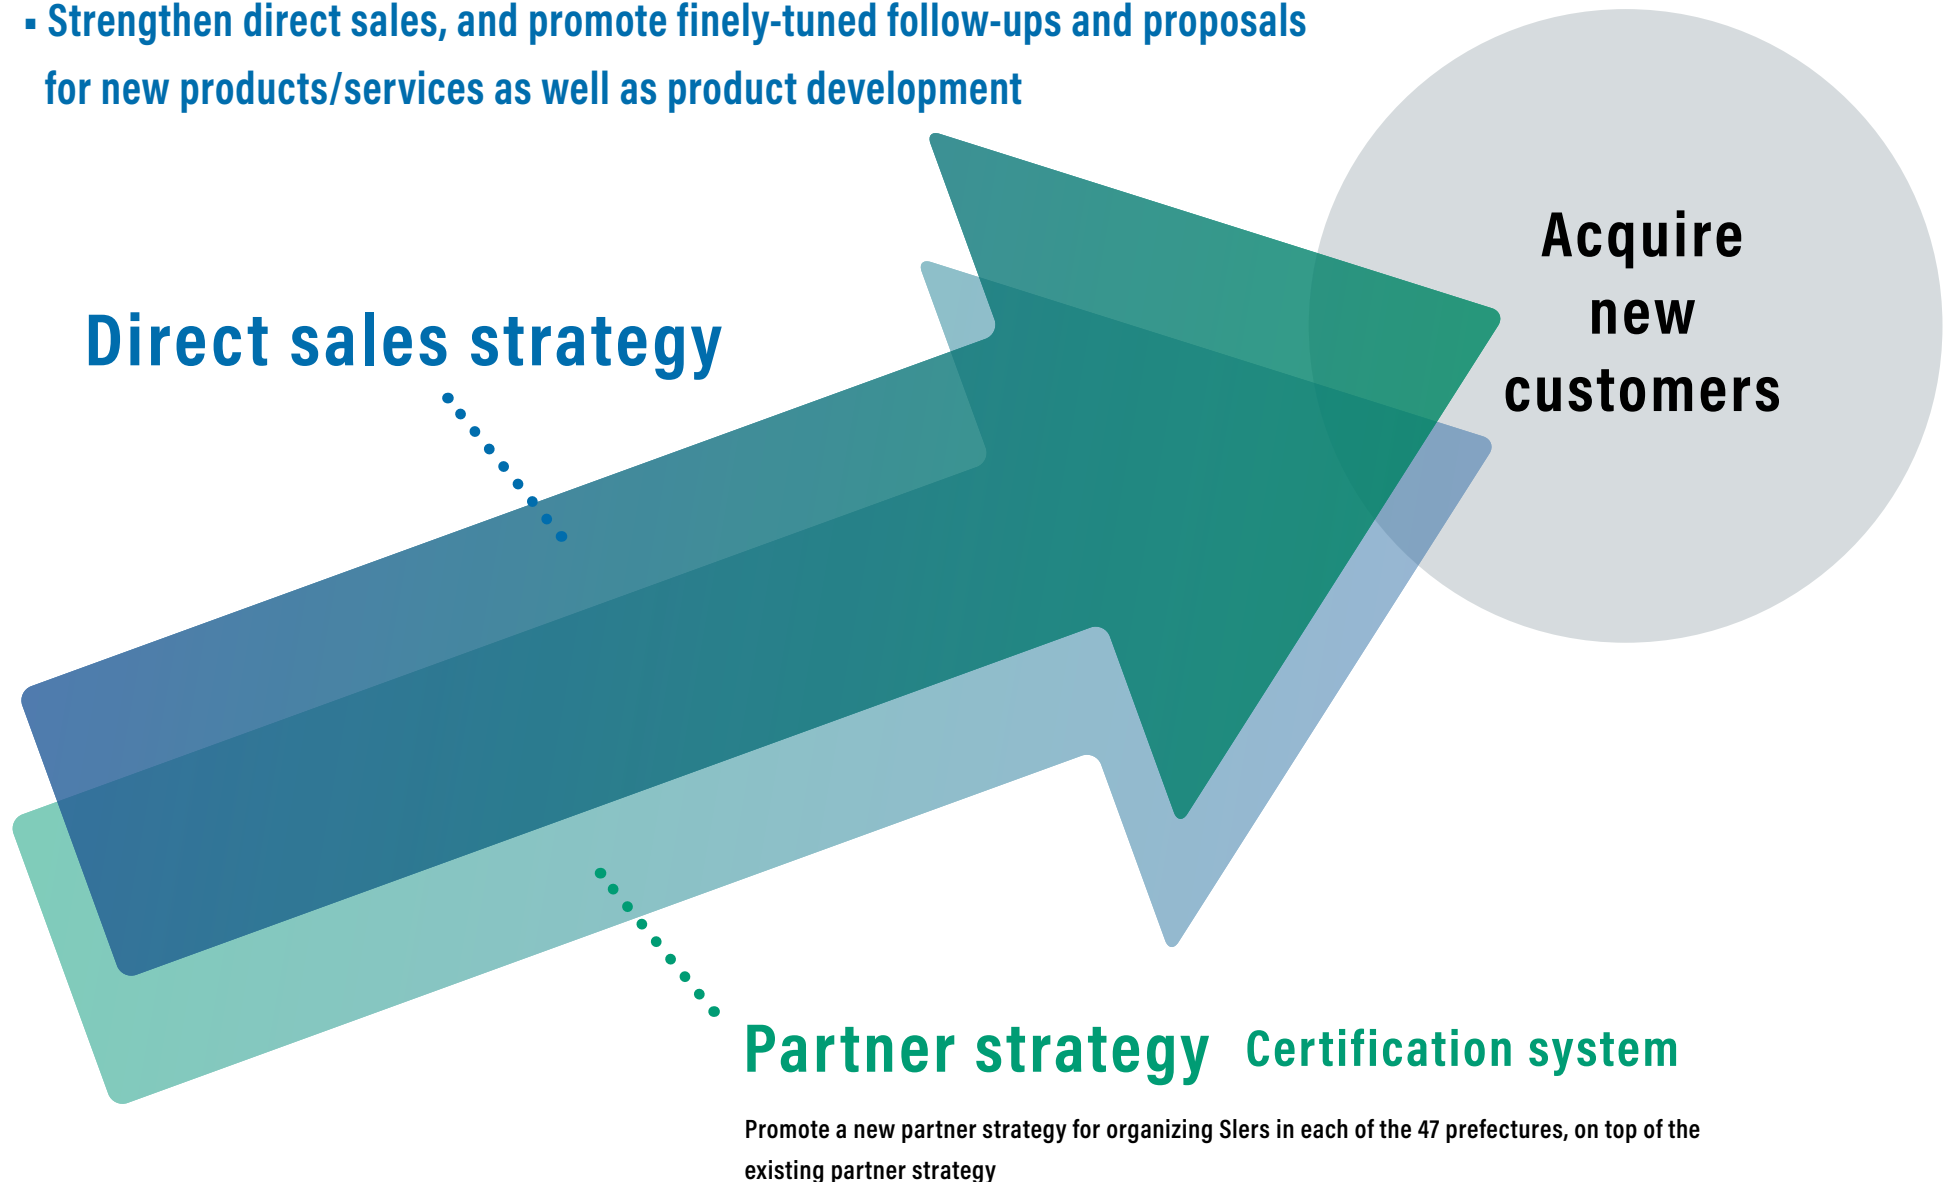 ▪ Strengthen direct sales, and promote finely-tuned follow-ups and proposals
for new products/services as well as product development
Acquire
new
customers
Direct sales strategy
Partner strategy Certification system
Promote a new partner strategy for organizing SIers in each of the 47 prefectures, on top of the
existing partner strategy